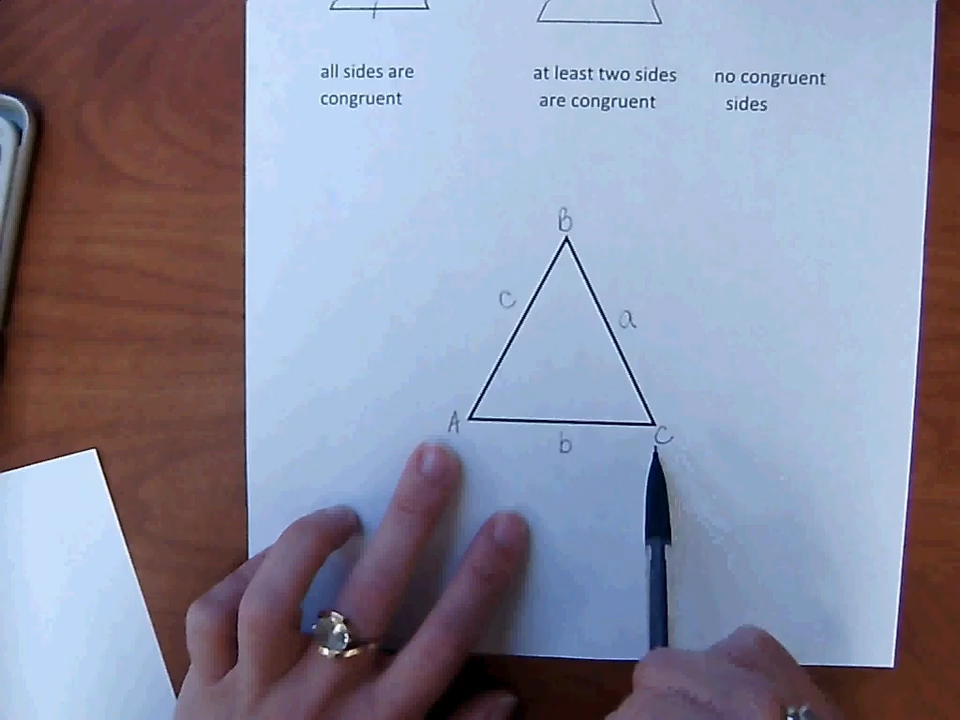 all sides are
congruent
at least two sides
are congruent
no congruent
sides
B
c
a
A
C
b